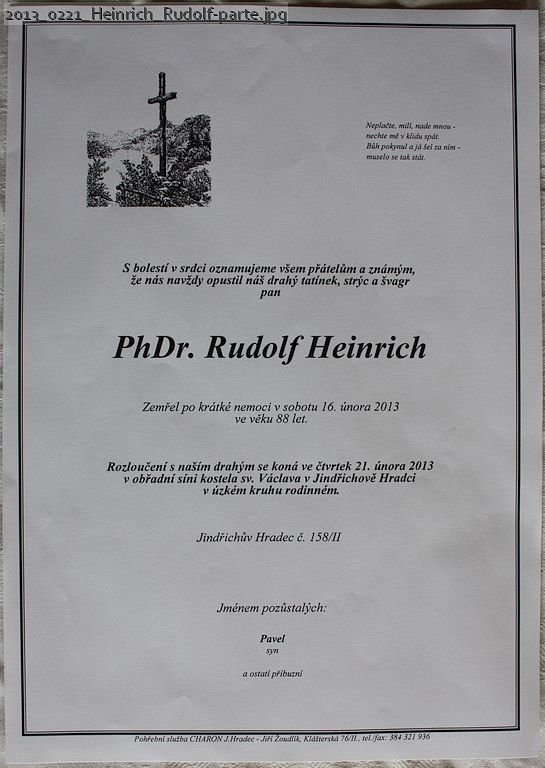 2013_0221_Heinrich_Rudolf-parte.jpg
Neplačte, milí, nade mnou -
nechte mě v klidu spát.
Bůh pokynul a já šel za ním -
muselo se tak stát.
S bolestí v srdci oznamujeme všem přátelům a známým,
že nás navždy opustil náš drahý tatínek, strýc a švagr
pan
PhDr. Rudolf Heinrich
Zemřel po krátké nemoci v sobotu 16. února 2013
ve věku 88 let.
Rozloučení s naším drahým se koná ve čtvrtek 21. února 2013
v obřadní síni kostela sv. Václava v Jindřichově Hradci
v úzkém kruhu rodinném.
Jindřichův Hradec č. 158/II
Jménem pozůstalých:
Pavel
syn
a ostatí příbuzní
Pohřební služba CHARON J.Hradec - Jiří Žoudlík, Klášterská 76/II., tel./fax: 384 321 936